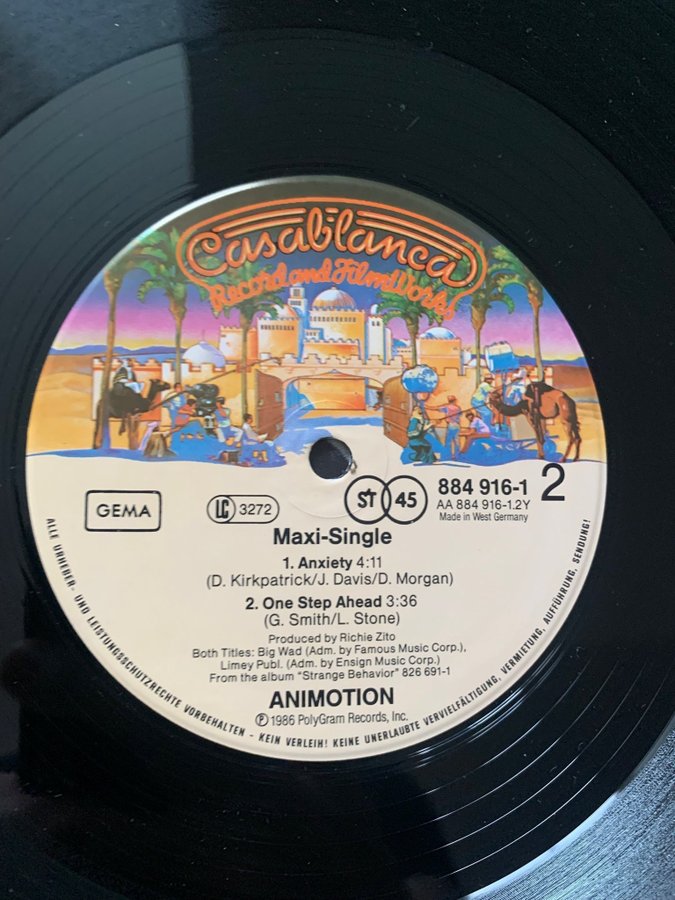 Casablanca
Record and FilmWorks
GEMA
LC 3272
ST 45
884 916-1
AA 884 916-1.2Y
Made in West Germany
2
Maxi-Single
1. Anxiety 4:11
(D. Kirkpatrick/J. Davis/D. Morgan)
2. One Step Ahead 3:36
(G. Smith/L. Stone)
Produced by Richie Zito
Both Titles: Big Wad (Adm. by Famous Music Corp.),
Limey Publ. (Adm. by Ensign Music Corp.)
From the album "Strange Behavior" 826 691-1
ANIMOTION
Ⓟ1986 PolyGram Records, Inc.
ALLE URHEBER- UND LEISTUNGSSCHUTZRECHTE VORBEHALTEN - KEIN VERLEIH! KEINE UNERLAUBTE VERVIELFÄLTIGUNG, VERMIETUNG, AUFFÜHRUNG, SENDUNG!